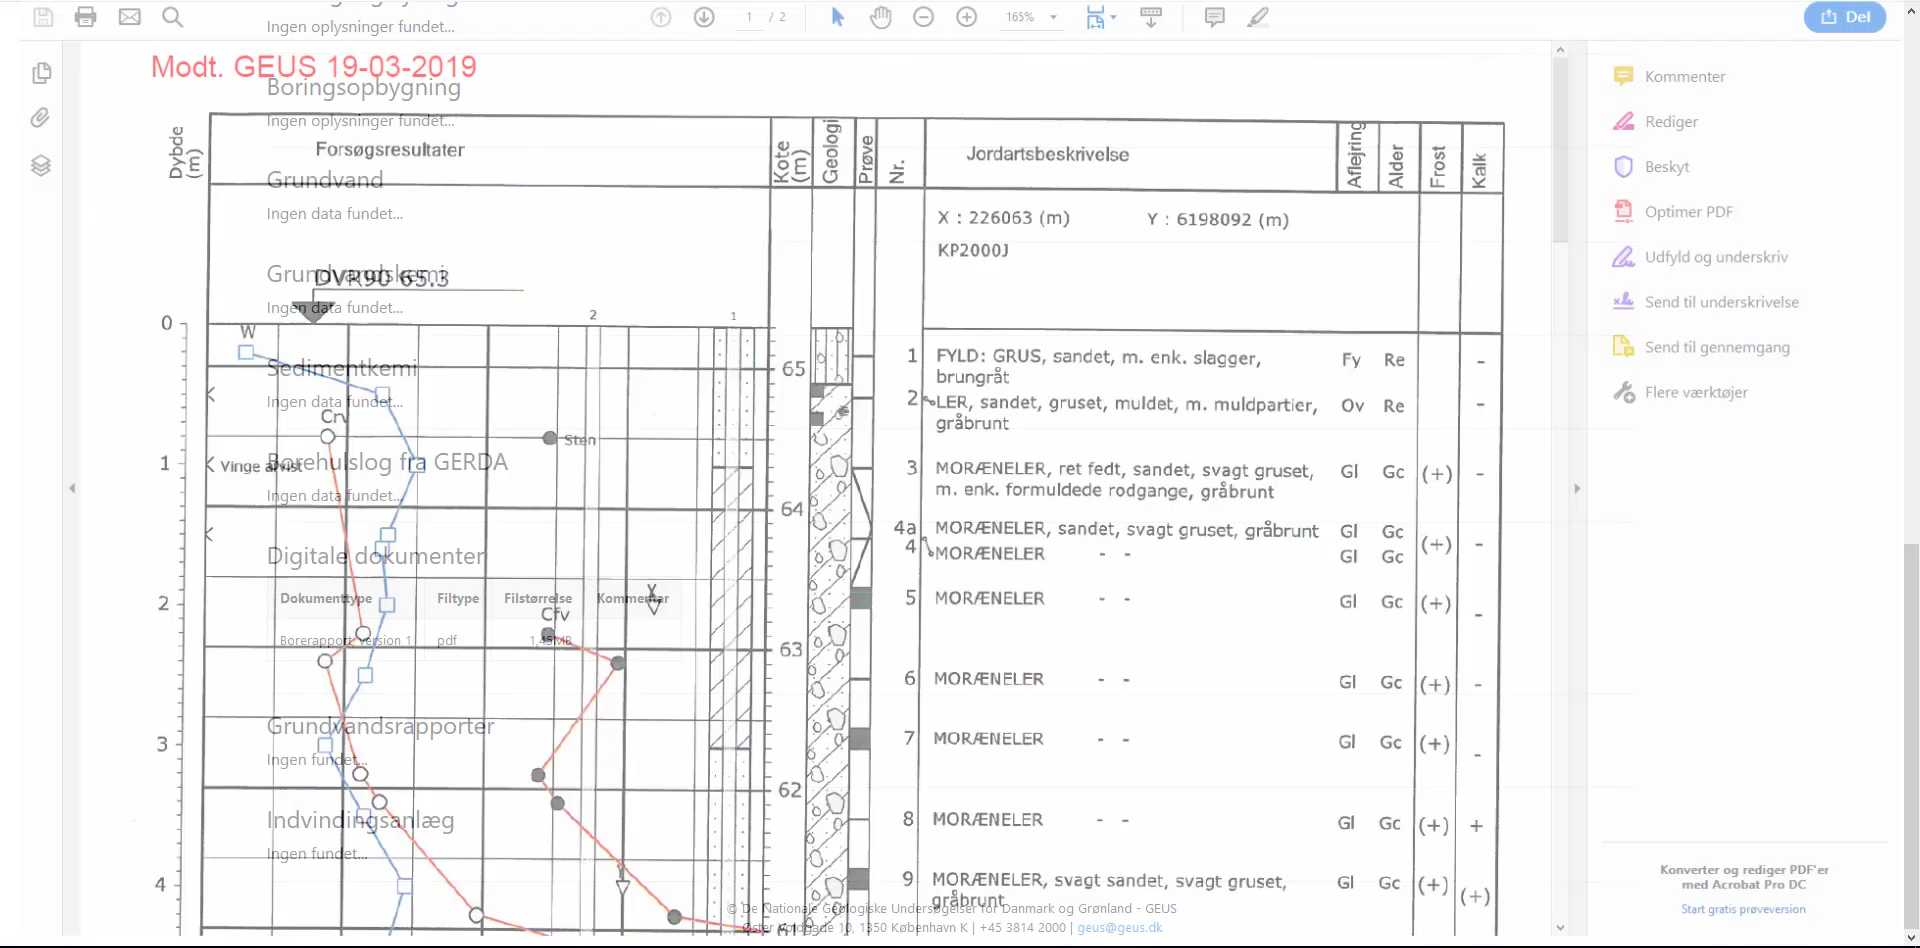 Ingen oplysninger fundet...
1 / 2
165%
Del
Modt. GEUS 19-03-2019
Boringsopbygning
Ingen oplysninger fundet...
Dybde (m)
Forsøgsresultater
Kote (m)
Geologi
Prøve
Nr.
Jordartsbeskrivelse
Aflejring
Alder
Frost
Kalk
Grundvand
Ingen data fundet...
X : 226063 (m) Y : 6198092 (m)
KP2000J
Grundvandskemi
DVR90 65.3
Ingen data fundet...
0
W
2
1
Sedimentkemi
65
1 FYLD: GRUS, sandet, m. enk. slagger, Fy Re -
brungråt
Ingen data fundet...
2 LER, sandet, gruset, muldet, m. muldpartier, Ov Re -
gråbrunt
Crv
Sten
1
Vinge afvist
Borehulslog fra GERDA
Ingen data fundet...
3 MORÆNELER, ret fedt, sandet, svagt gruset, Gl Gc (+) -
m. enk. formuldede rodgange, gråbrunt
64
4a MORÆNELER, sandet, svagt gruset, gråbrunt Gl Gc (+) -
4 MORÆNELER - - Gl Gc
Digitale dokumenter
Dokumenttype Filtype Filstørrelse Kommentar
Borerapport, version 1 pdf 1,45MB
2
γ
Cfv
5 MORÆNELER - - Gl Gc (+) -
63
6 MORÆNELER - - Gl Gc (+) -
Grundvandsrapporter
Ingen fundet...
3
7 MORÆNELER - - Gl Gc (+) -
62
Indvindingsanlæg
Ingen fundet...
8 MORÆNELER - - Gl Gc (+) +
4
γ
9 MORÆNELER, svagt sandet, svagt gruset, Gl Gc (+) (+)
gråbrunt
61
© De Nationale Geologiske Undersøgelser for Danmark og Grønland - GEUS
Øster Voldgade 10, 1350 København K | +45 3814 2000 | geus@geus.dk
Kommenter
Rediger
Beskyt
Optimer PDF
Udfyld og underskriv
Send til underskrivelse
Send til gennemgang
Flere værktøjer
Konverter og rediger PDF'er
med Acrobat Pro DC
Start gratis prøveversion